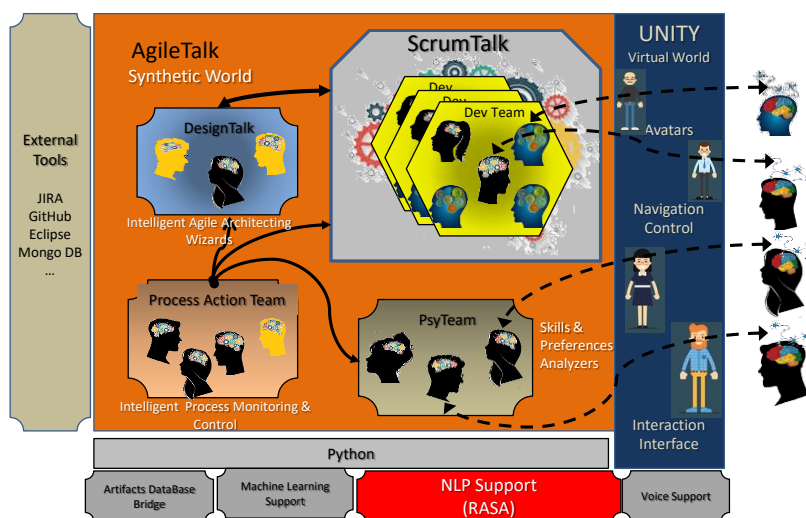 External
Tools
JIRA
GitHub
Eclipse
Mongo DB
...
AgileTalk
Synthetic World
ScrumTalk
Dev
Dev
Dev Team
DesignTalk
Intelligent Agile Architecting
Wizards
Process Action Team
Intelligent Process Monitoring &
Control
PsyTeam
Skills &
Preferences
Analyzers
UNITY
Virtual World
Avatars
Navigation
Control
Interaction
Interface
Python
Artifacts DataBase
Bridge
Machine Learning
Support
NLP Support
(RASA)
Voice Support